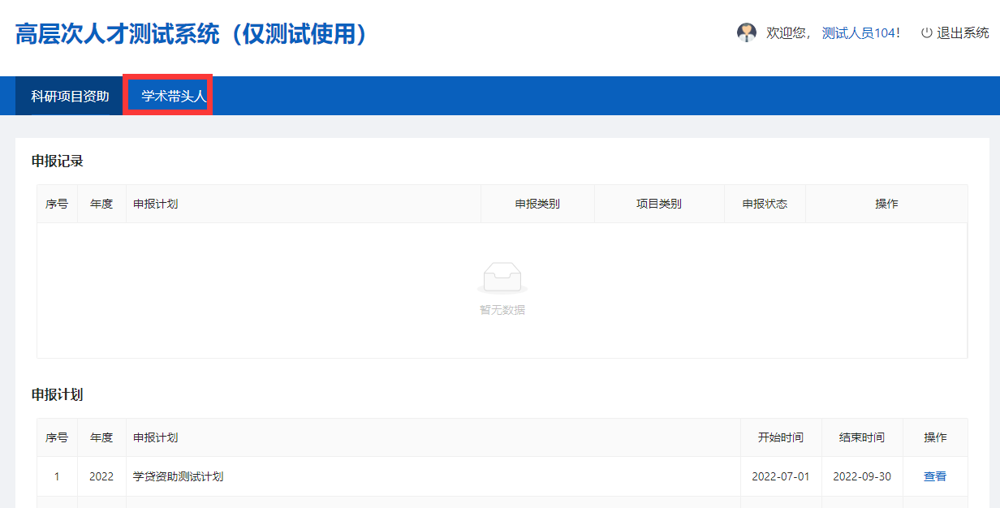 高层次人才测试系统（仅测试使用）
欢迎您， 测试人员104! 退出系统
科研项目资助 学术带头人
申报记录
序号 年度 申报计划 申报类别 项目类别 申报状态 操作
暂无数据
申报计划
序号 年度 申报计划 开始时间 结束时间 操作
1 2022 学贷资助测试计划 2022-07-01 2022-09-30 查看